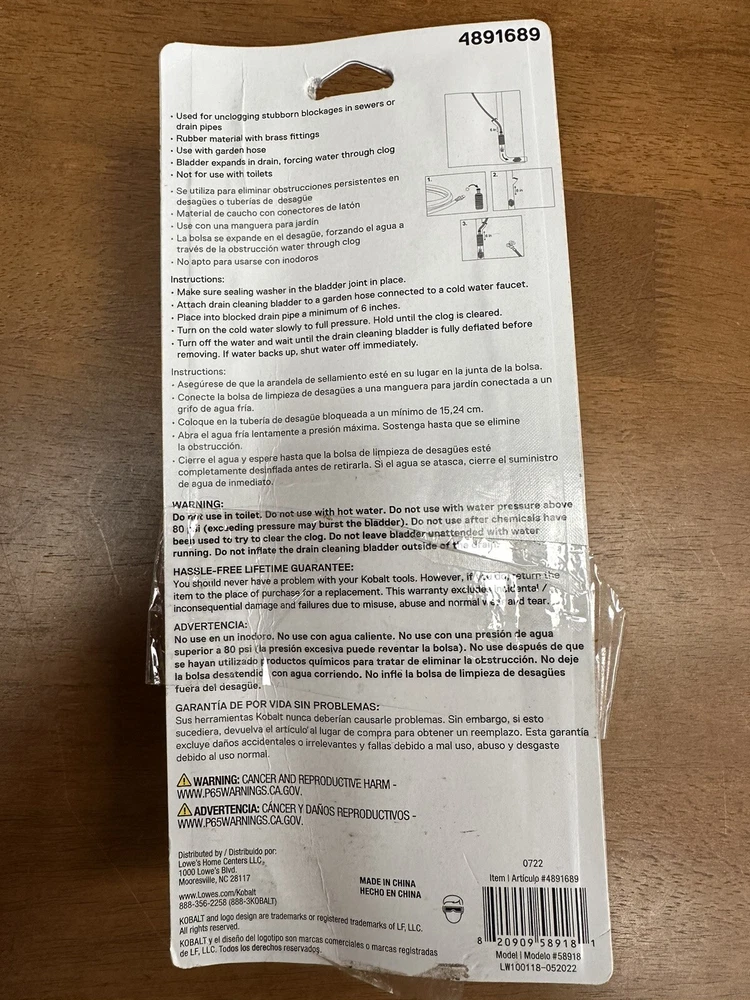 4891689
• Used for unclogging stubborn blockages in sewers or
drain pipes
• Rubber material with brass fittings
• Use with garden hose
• Bladder expands in drain, forcing water through clog
• Not for use with toilets
• Se utiliza para eliminar obstrucciones persistentes en
desagües o tuberías de desagüe
• Material de caucho con conectores de latón
• Use con una manguera para jardín
• La bolsa se expande en el desagüe, forzando el agua a
través de la obstrucción water through clog
• No apto para usarse con inodoros
1.
2.
3.
Instructions:
• Make sure sealing washer in the bladder joint in place.
• Attach drain cleaning bladder to a garden hose connected to a cold water faucet.
• Place into blocked drain pipe a minimum of 6 inches.
• Turn on the cold water slowly to full pressure. Hold until the clog is cleared.
• Turn off the water and wait until the drain cleaning bladder is fully deflated before
removing. If water backs up, shut water off immediately.
Instructions:
• Asegúrese de que la arandela de sellamiento esté en su lugar en la junta de la bolsa.
• Conecte la bolsa de limpieza de desagües a una manguera para jardín conectada a un
grifo de agua fría.
• Coloque en la tubería de desagüe bloqueada a un mínimo de 15,24 cm.
• Abra el agua fría lentamente a presión máxima. Sostenga hasta que se elimine
la obstrucción.
• Cierre el agua y espere hasta que la bolsa de limpieza de desagües esté
completamente desinflada antes de retirarla. Si el agua se atasca, cierre el suministro
de agua de inmediato.
WARNING:
Do not use in toilet. Do not use with hot water. Do not use with water pressure above
80 psi (exceeding pressure may burst the bladder). Do not use after chemicals have
been used to try to clear the clog. Do not leave bladder unattended with water
running. Do not inflate the drain cleaning bladder outside of the drain.
HASSLE-FREE LIFETIME GUARANTEE:
You should never have a problem with your Kobalt tools. However, if you do, return the
item to the place of purchase for a replacement. This warranty excludes incidental /
inconsequential damage and failures due to misuse, abuse and normal wear and tear.
ADVERTENCIA:
No use en un inodoro. No use con agua caliente. No use con una presión de agua
superior a 80 psi (la presión excesiva puede reventar la bolsa). No use después de que
se hayan utilizado productos químicos para tratar de eliminar la obstrucción. No deje
la bolsa desatendida con agua corriendo. No infle la bolsa de limpieza de desagües
fuera del desagüe.
GARANTÍA DE POR VIDA SIN PROBLEMAS:
Sus herramientas Kobalt nunca deberían causarle problemas. Sin embargo, si esto
sucediera, devuelva el artículo al lugar de compra para obtener un reemplazo. Esta garantía
excluye daños accidentales o irrelevantes y fallas debido a mal uso, abuso y desgaste
debido al uso normal.
WARNING: CANCER AND REPRODUCTIVE HARM -
WWW.P65WARNINGS.CA.GOV.
ADVERTENCIA: CÁNCER Y DAÑOS REPRODUCTIVOS -
WWW.P65WARNINGS.CA.GOV.
Distributed by / Distribuido por:
Lowe's Home Centers LLC,
1000 Lowe's Blvd.
Mooresville, NC 28117
www.Lowes.com/Kobalt
888-356-2258 (888-3KOBALT)
MADE IN CHINA
HECHO EN CHINA
KOBALT and logo design are trademarks or registered trademarks of LF, LLC.
All rights reserved.
KOBALT y el diseño del logotipo son marcas comerciales o marcas registradas
de LF, LLC. Todos los derechos reservados.
0722
Item | Artículp #4891689
8 20909 58918 1
Model | Modelo #58918
LW100118-052022